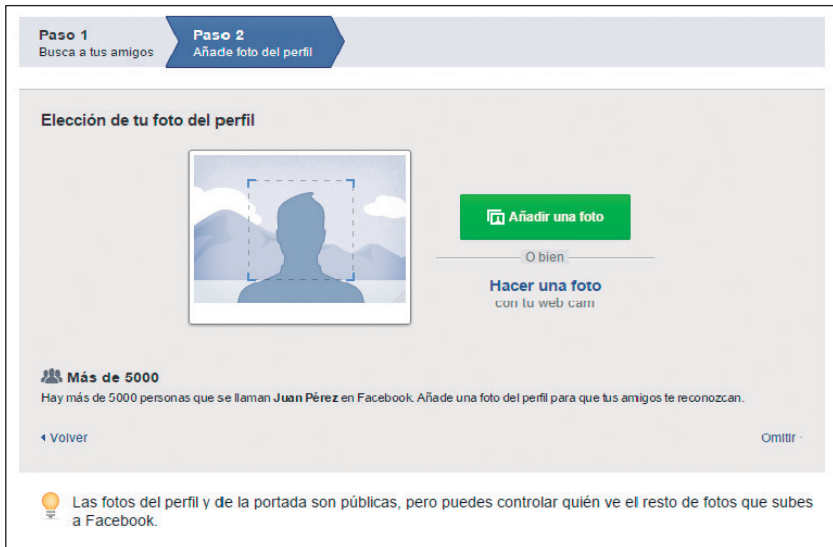 Paso 1
Busca a tus amigos
Paso 2
Añade foto del perfil
Elección de tu foto del perfil
Añadir una foto
O bien
Hacer una foto
con tu web cam
Más de 5000
Hay más de 5000 personas que se llaman Juan Pérez en Facebook. Añade una foto del perfil para que tus amigos te reconozcan.
Volver
Omitir ·
Las fotos del perfil y de la portada son públicas, pero puedes controlar quién ve el resto de fotos que subes
a Facebook.